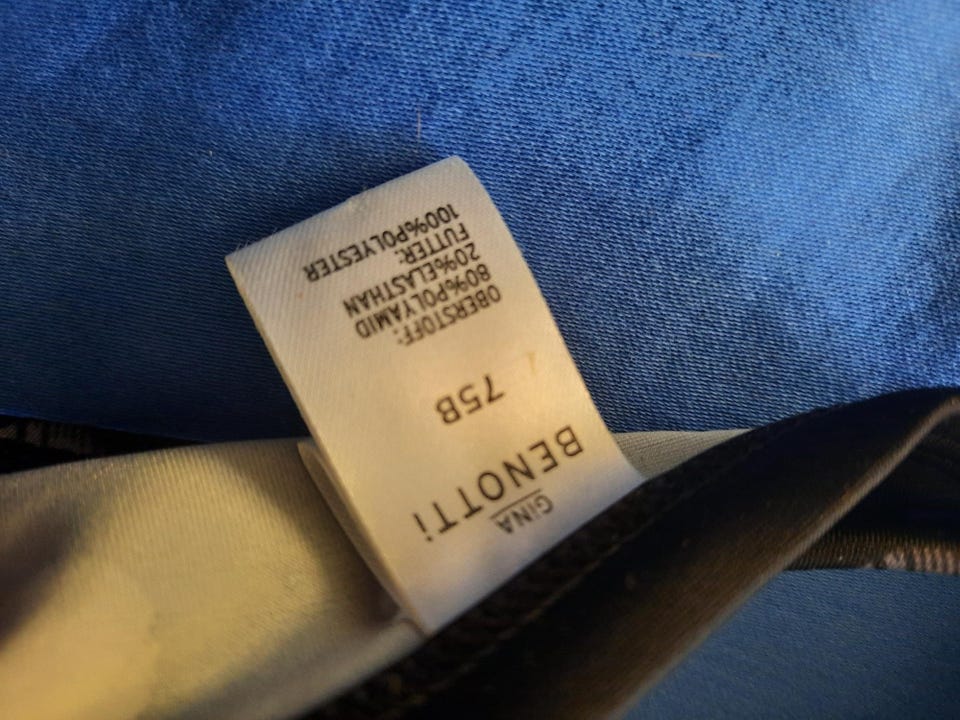 GINA
BENOTTi
75B
OBERSTOFF:
80%POLYAMID
20%ELASTHAN
FUTTER:
100%POLYESTER